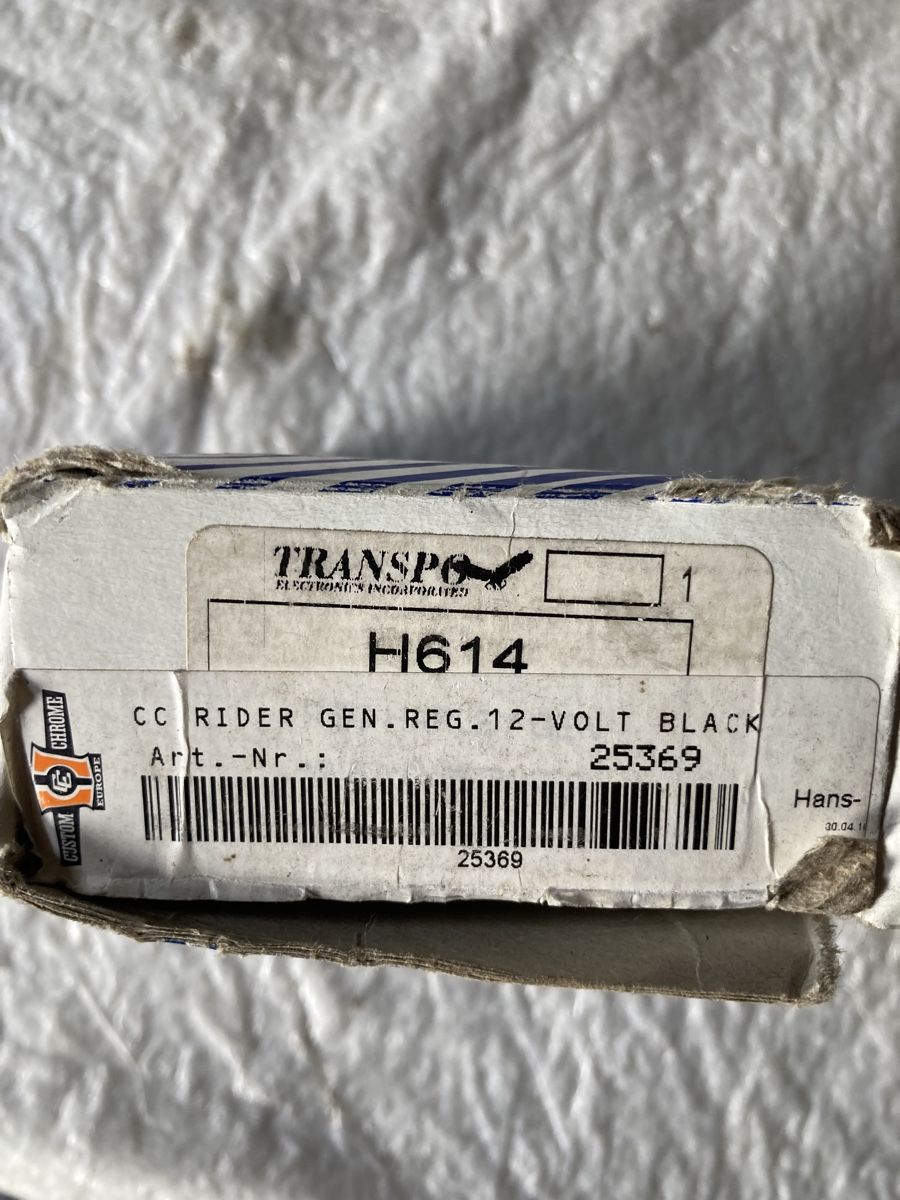 TRANSPO
ELECTRONICS INCORPORATED
1
H614
CUSTOM CHROME
EUROPE
CCE
CC RIDER GEN.REG.12-VOLT BLACK
Art.-Nr.: 25369
25369
Hans-